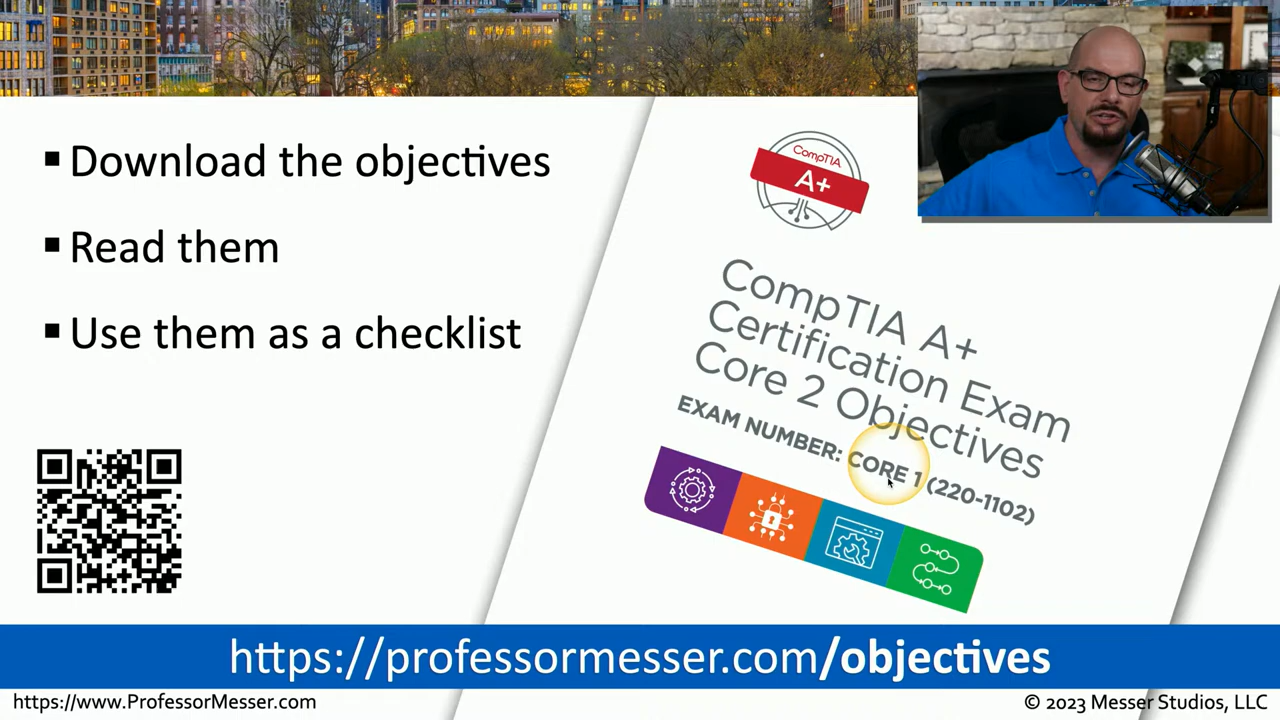 ▪ Download the objectives
▪ Read them
▪ Use them as a checklist
CompTIA
A+
CompTIA A+
Certification Exam
Core 2 Objectives
EXAM NUMBER: CORE 1 (220-1102)
https://professormesser.com/objectives
https://www.ProfessorMesser.com
© 2023 Messer Studios, LLC